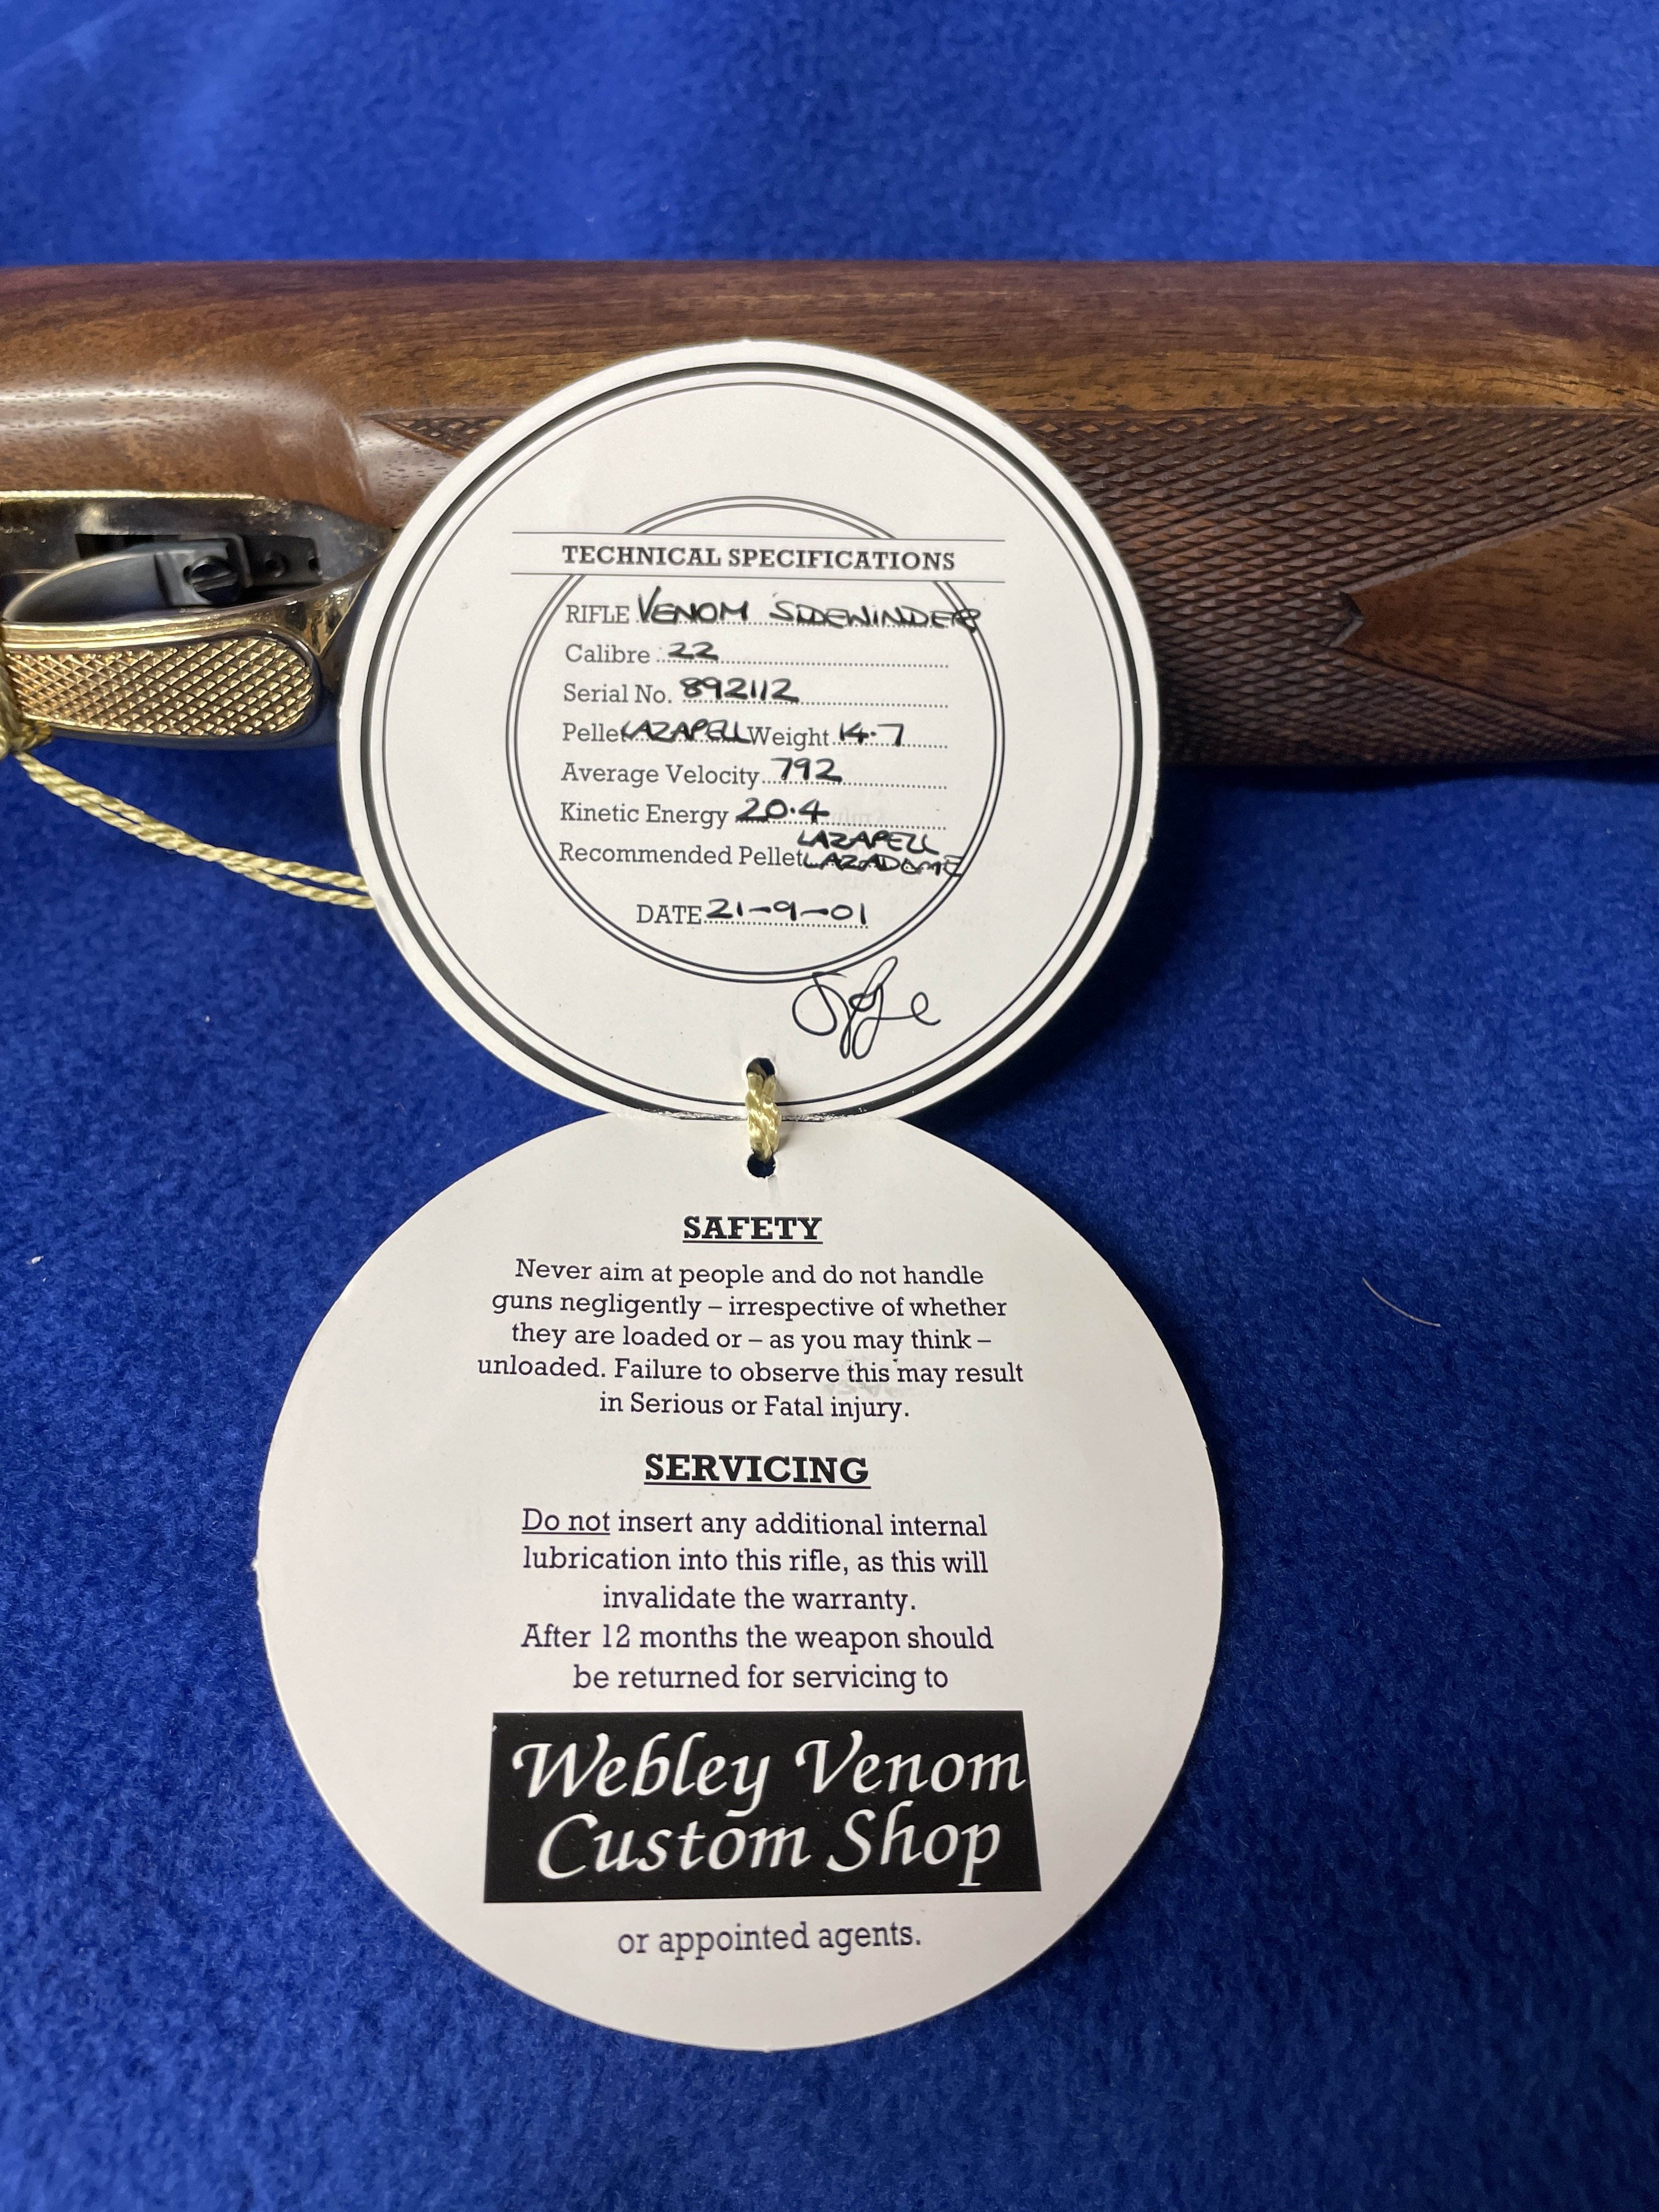 TECHNICAL SPECIFICATIONS
RIFLE VENOM SIDEWINDER
Calibre .22
Serial No. 892112
Pellet LAZAPELL Weight 14.7
Average Velocity 792
Kinetic Energy 20.4
LAZAPELL
Recommended Pellet LAZADOME
DATE 21-9-01
SAFETY
Never aim at people and do not handle
guns negligently – irrespective of whether
they are loaded or – as you may think –
unloaded. Failure to observe this may result
in Serious or Fatal injury.
SERVICING
Do not insert any additional internal
lubrication into this rifle, as this will
invalidate the warranty.
After 12 months the weapon should
be returned for servicing to
Webley Venom
Custom Shop
or appointed agents.